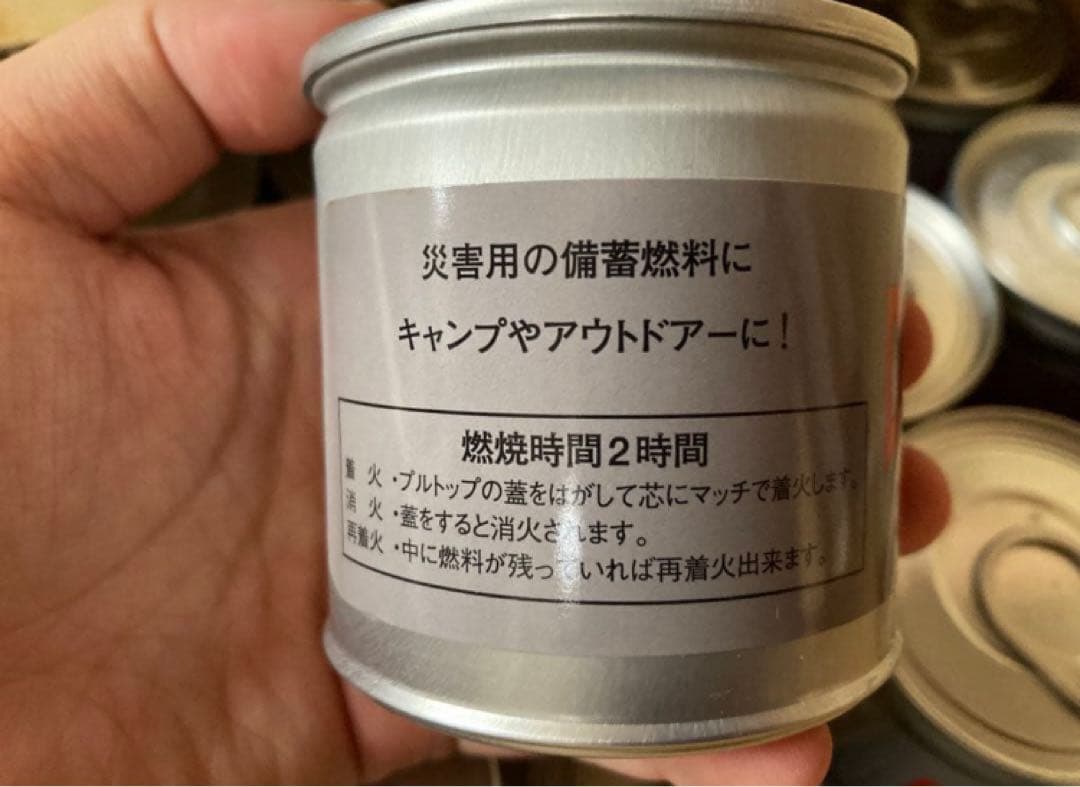 災害用の備蓄燃料に
キャンプやアウトドアーに！
燃焼時間2時間
着火・プルトップの蓋をはがして芯にマッチで着火します。
消火・蓋をすると消火されます。
再着火・中に燃料が残っていれば再着火出来ます。